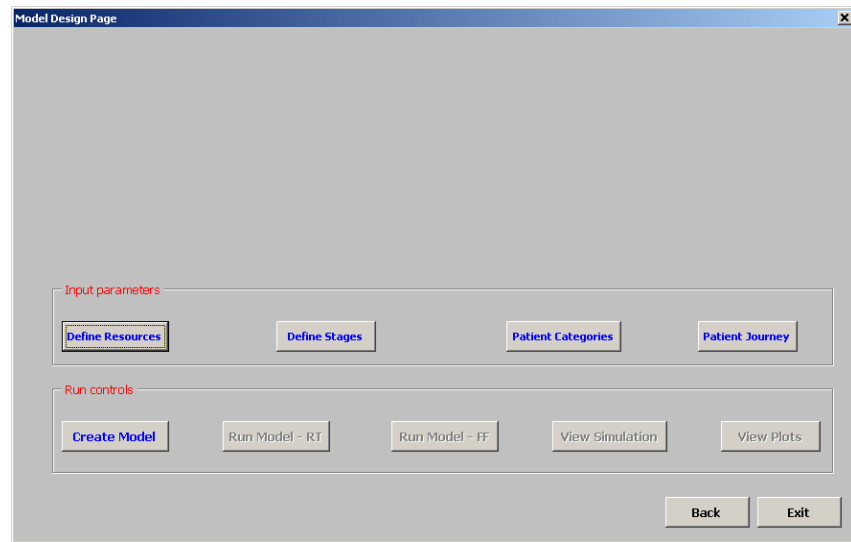 Model Design Page
Input parameters
Define Resources Define Stages Patient Categories Patient Journey
Run controls
Create Model Run Model - RT Run Model - FF View Simulation View Plots
Back Exit